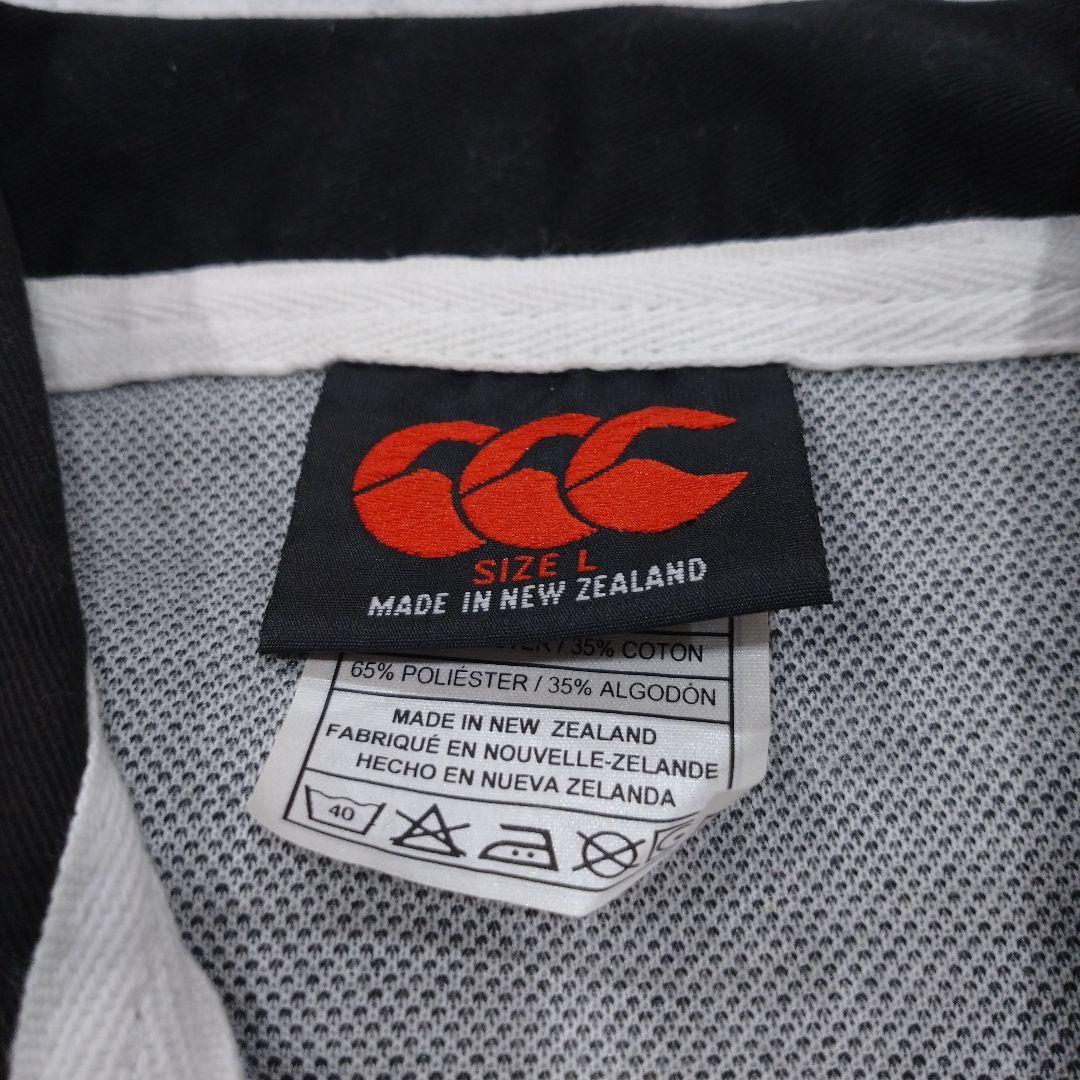 SIZE L
MADE IN NEW ZEALAND
/ 35% COTON
65% POLIÉSTER / 35% ALGODÓN
MADE IN NEW ZEALAND
FABRIQUÉ EN NOUVELLE-ZELANDE
HECHO EN NUEVA ZELANDA
40